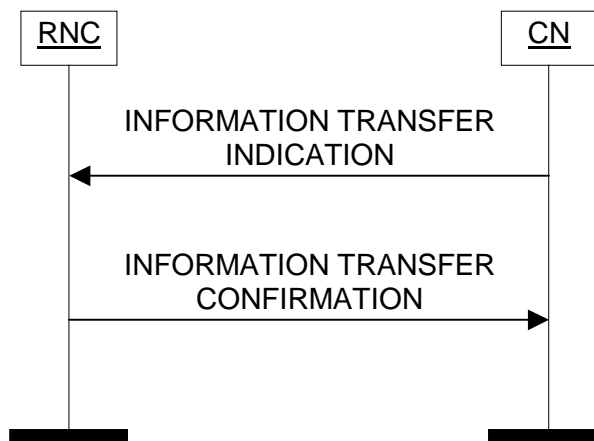 RNC
CN
INFORMATION TRANSFER
INDICATION
INFORMATION TRANSFER
CONFIRMATION